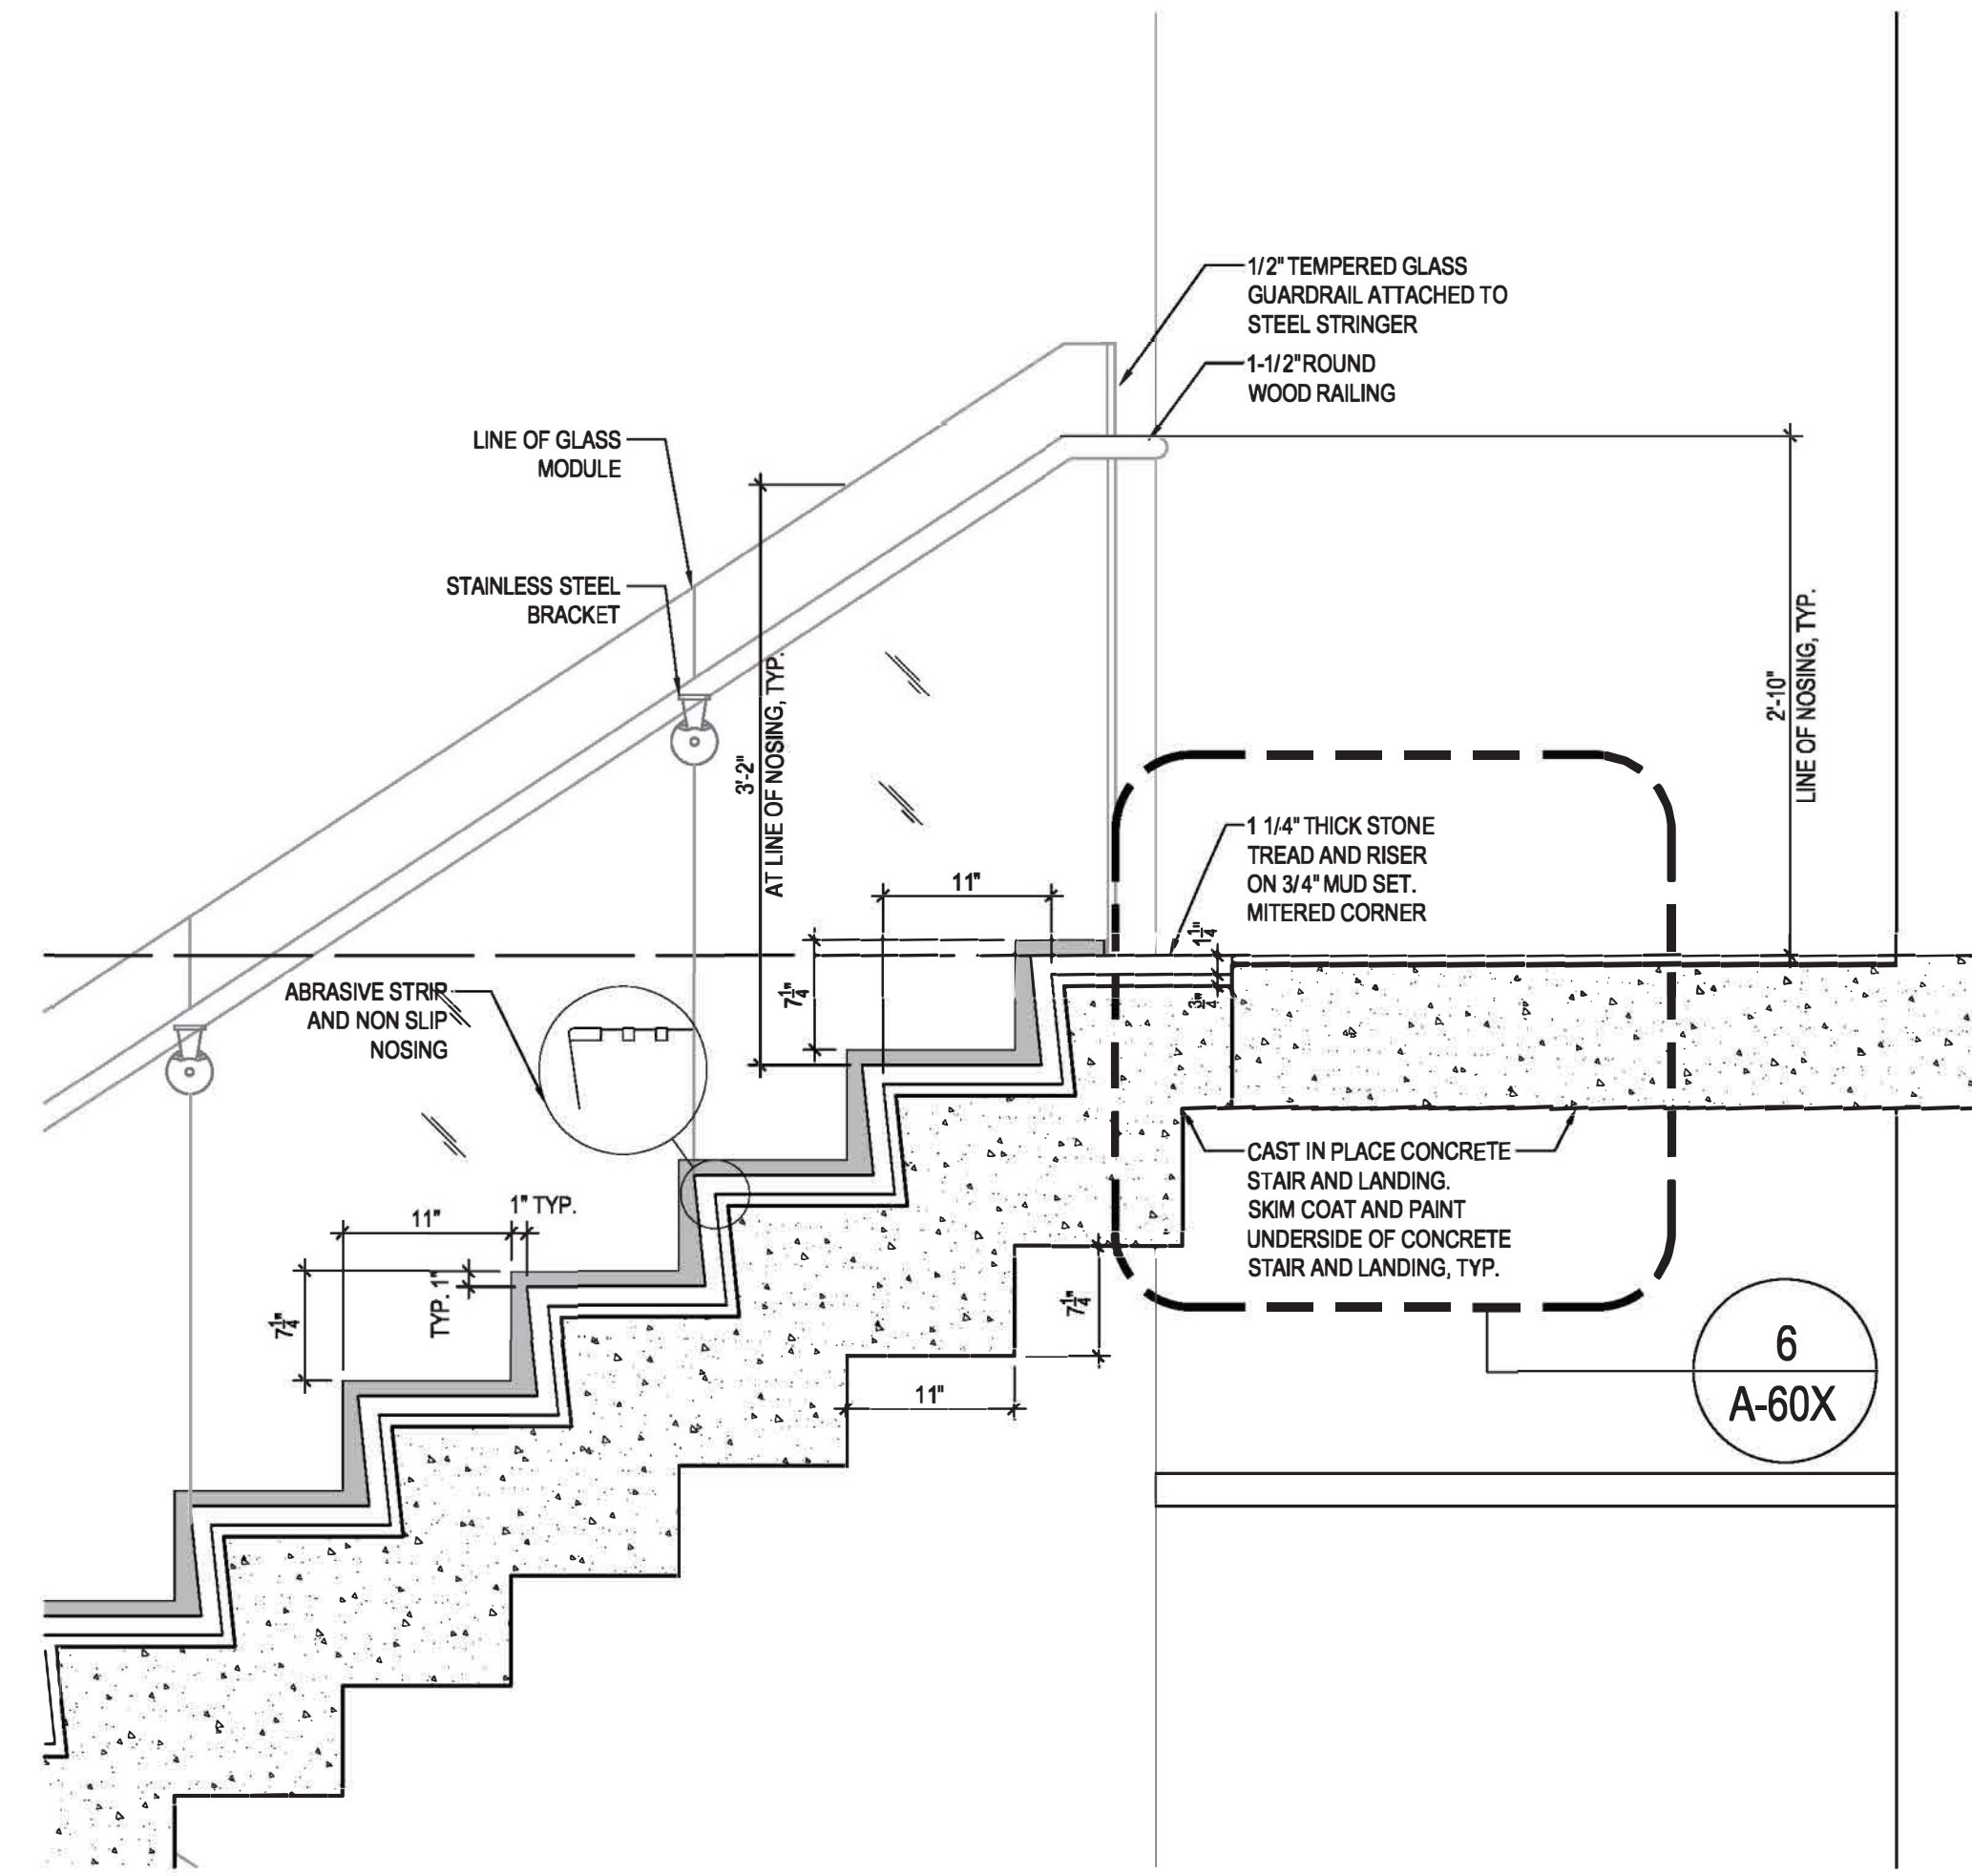 1/2" TEMPERED GLASS
GUARDRAIL ATTACHED TO
STEEL STRINGER
1-1/2" ROUND
WOOD RAILING
LINE OF GLASS
MODULE
STAINLESS STEEL
BRACKET
3'-2"
AT LINE OF NOSING, TYP.
2'-10"
LINE OF NOSING, TYP.
1 1/4" THICK STONE
TREAD AND RISER
ON 3/4" MUD SET.
MITERED CORNER
11"
7 1/4"
1 1/4"
3/4"
ABRASIVE STRIP
AND NON SLIP
NOSING
CAST IN PLACE CONCRETE
STAIR AND LANDING.
SKIM COAT AND PAINT
UNDERSIDE OF CONCRETE
STAIR AND LANDING, TYP.
11"
1" TYP.
TYP. 1"
7 1/4"
7 1/4"
11"
6
A-60X